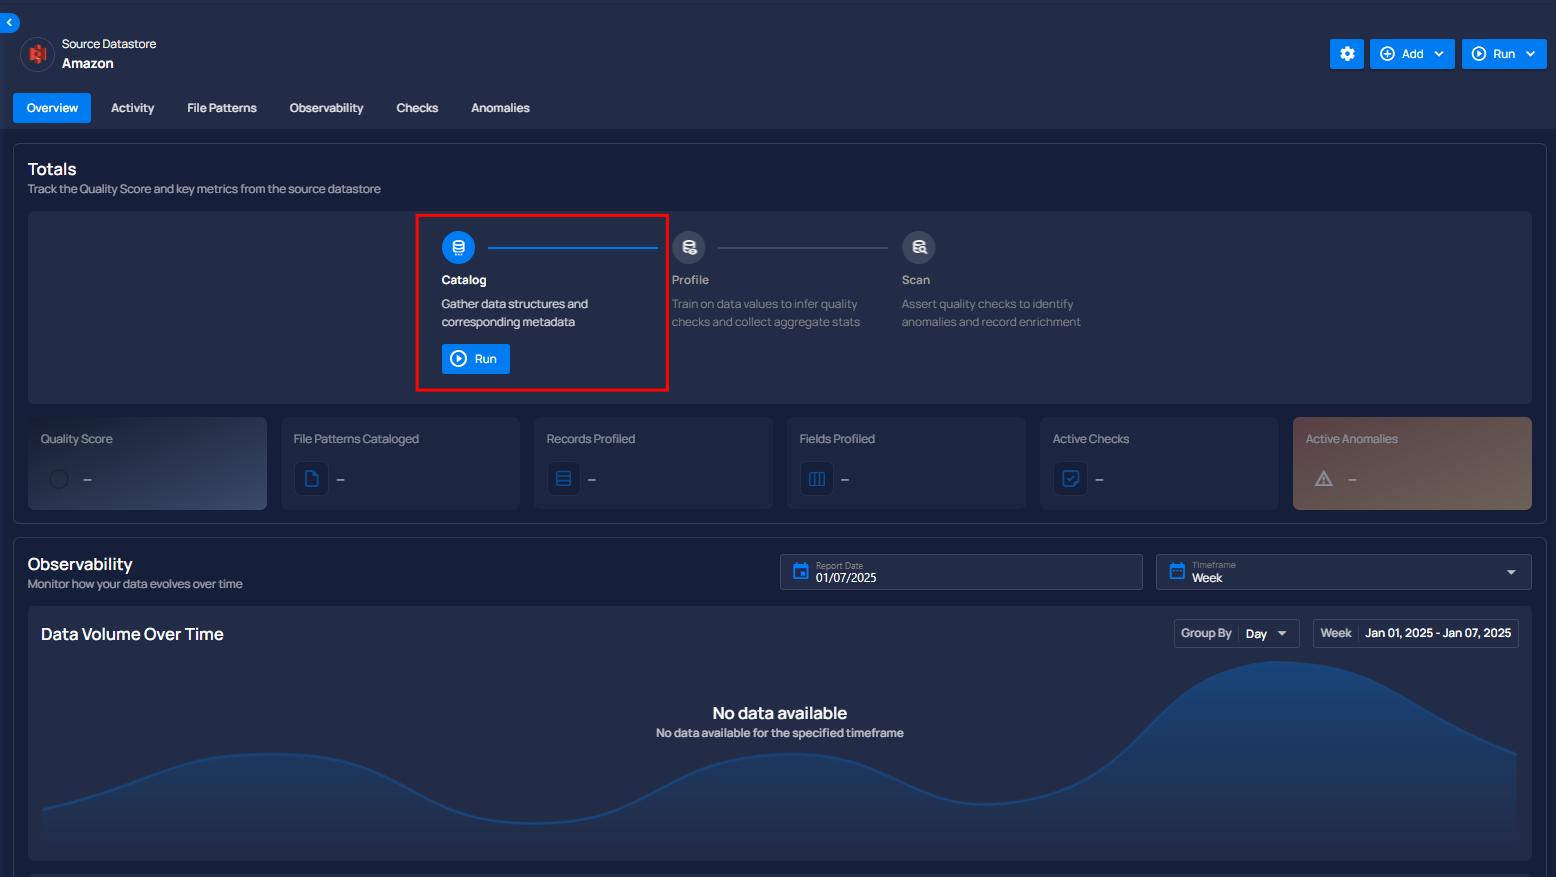 Source Datastore
Amazon
Add
Run
Overview
Activity
File Patterns
Observability
Checks
Anomalies
Totals
Track the Quality Score and key metrics from the source datastore
Catalog
Gather data structures and
corresponding metadata
Run
Profile
Train on data values to infer quality
checks and collect aggregate stats
Scan
Assert quality checks to identify
anomalies and record enrichment
Quality Score
–
File Patterns Cataloged
–
Records Profiled
–
Fields Profiled
–
Active Checks
–
Active Anomalies
–
Observability
Monitor how your data evolves over time
Report Date
01/07/2025
Timeframe
Week
Data Volume Over Time
Group By Day
Week Jan 01, 2025 - Jan 07, 2025
No data available
No data available for the specified timeframe